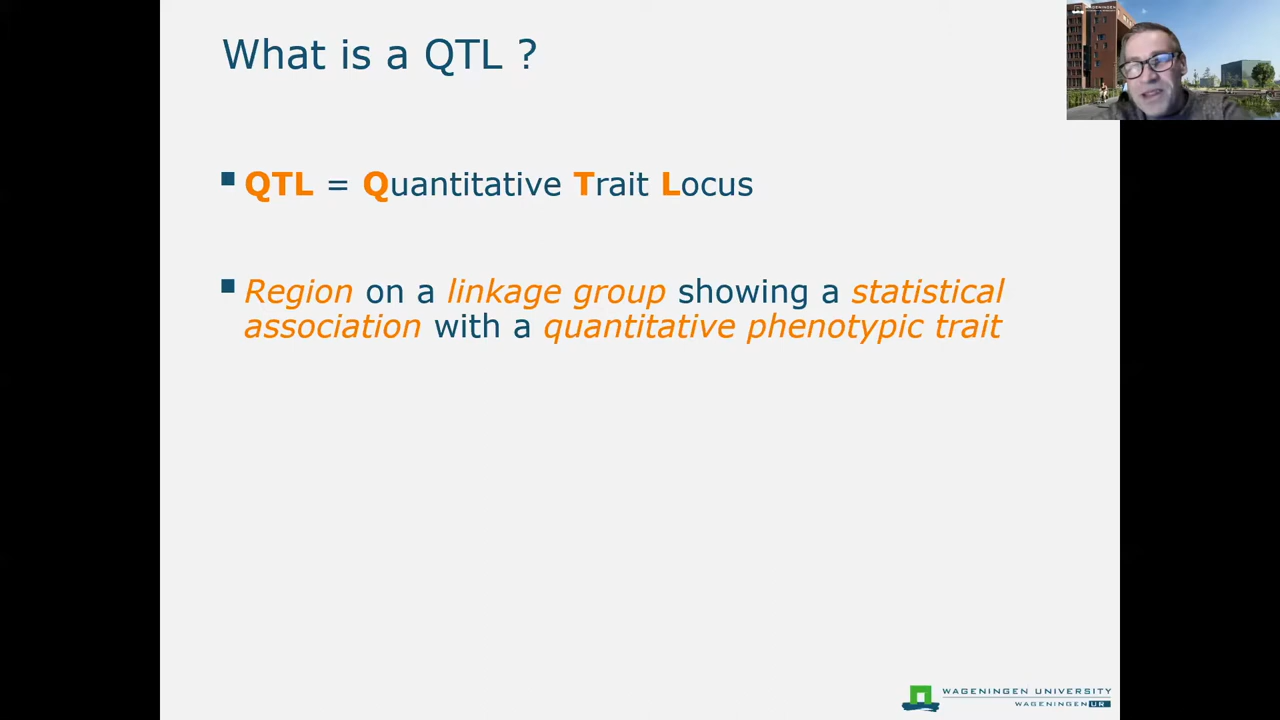 What is a QTL ?
QTL = Quantitative Trait Locus
Region on a linkage group showing a statistical
association with a quantitative phenotypic trait
WAGENINGEN UNIVERSITY
WAGENINGEN UR